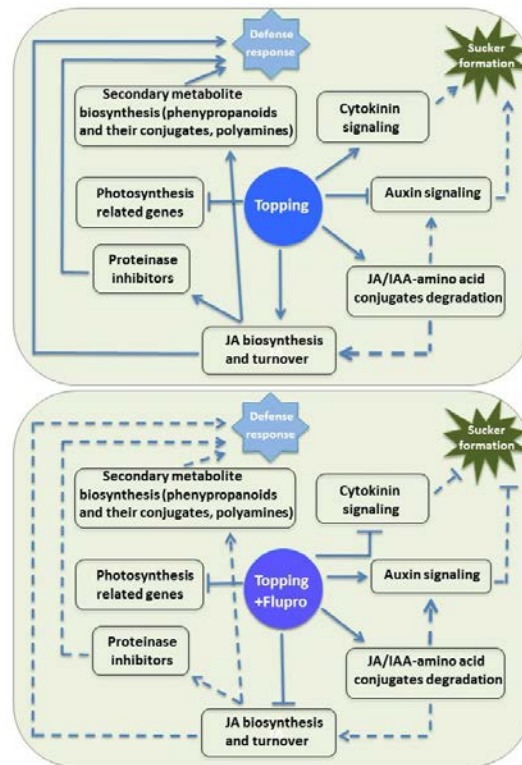 Defense
response
Sucker
formation
Secondary metabolite
biosynthesis (phenypropanoids
and their conjugates, polyamines)
Cytokinin
signaling
Photosynthesis
related genes
Topping
Auxin signaling
Proteinase
inhibitors
JA/IAA-amino acid
conjugates degradation
JA biosynthesis
and turnover
Defense
response
Sucker
formation
Secondary metabolite
biosynthesis (phenypropanoids
and their conjugates, polyamines)
Cytokinin
signaling
Photosynthesis
related genes
Topping
+Flupro
Auxin signaling
Proteinase
inhibitors
JA/IAA-amino acid
conjugates degradation
JA biosynthesis
and turnover